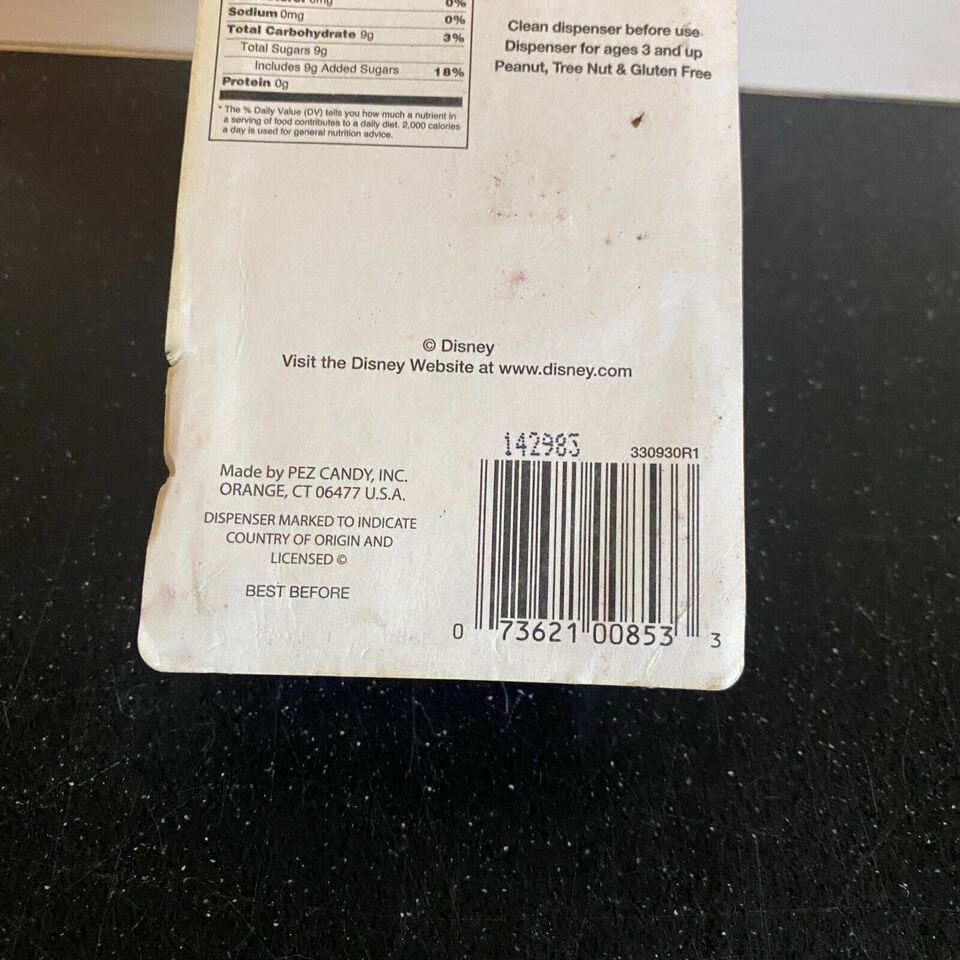 0mg 0%
Sodium 0mg 0%
Total Carbohydrate 9g 3%
Total Sugars 9g
Includes 9g Added Sugars 18%
Protein 0g
* The % Daily Value (DV) tells you how much a nutrient in
a serving of food contributes to a daily diet. 2,000 calories
a day is used for general nutrition advice.
Clean dispenser before use
Dispenser for ages 3 and up
Peanut, Tree Nut & Gluten Free
© Disney
Visit the Disney Website at www.disney.com
Made by PEZ CANDY, INC.
ORANGE, CT 06477 U.S.A.
DISPENSER MARKED TO INDICATE
COUNTRY OF ORIGIN AND
LICENSED ©
BEST BEFORE
330930R1
0 73621 00853 3